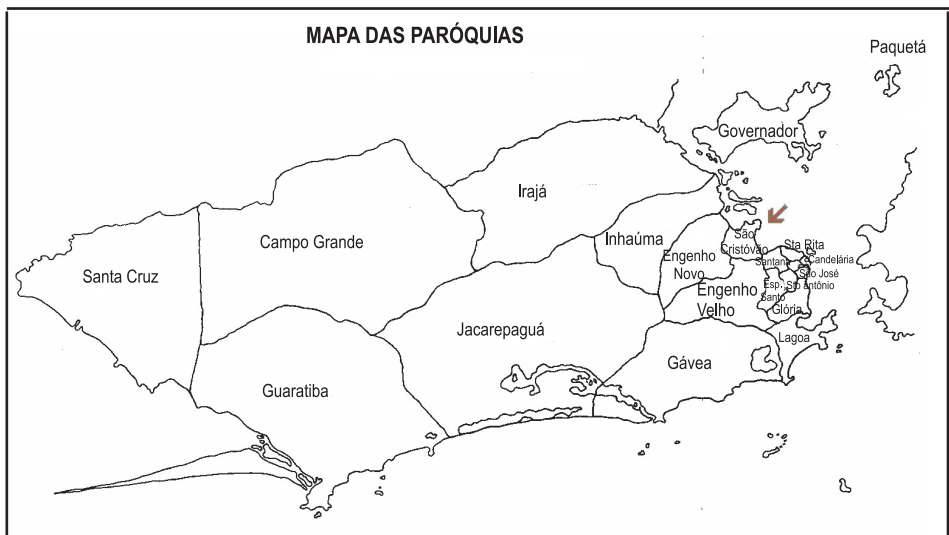 MAPA DAS PARÓQUIAS
Paquetá
Governador
Irajá
Campo Grande
Inhaúma
São
Cristóvão
Sta Rita
Engenho
Novo
Santana
Candelária
São José
Santa Cruz
Engenho
Velho
Esp.
Santo
Sto antônio
Glória
Jacarepaguá
Lagoa
Gávea
Guaratiba